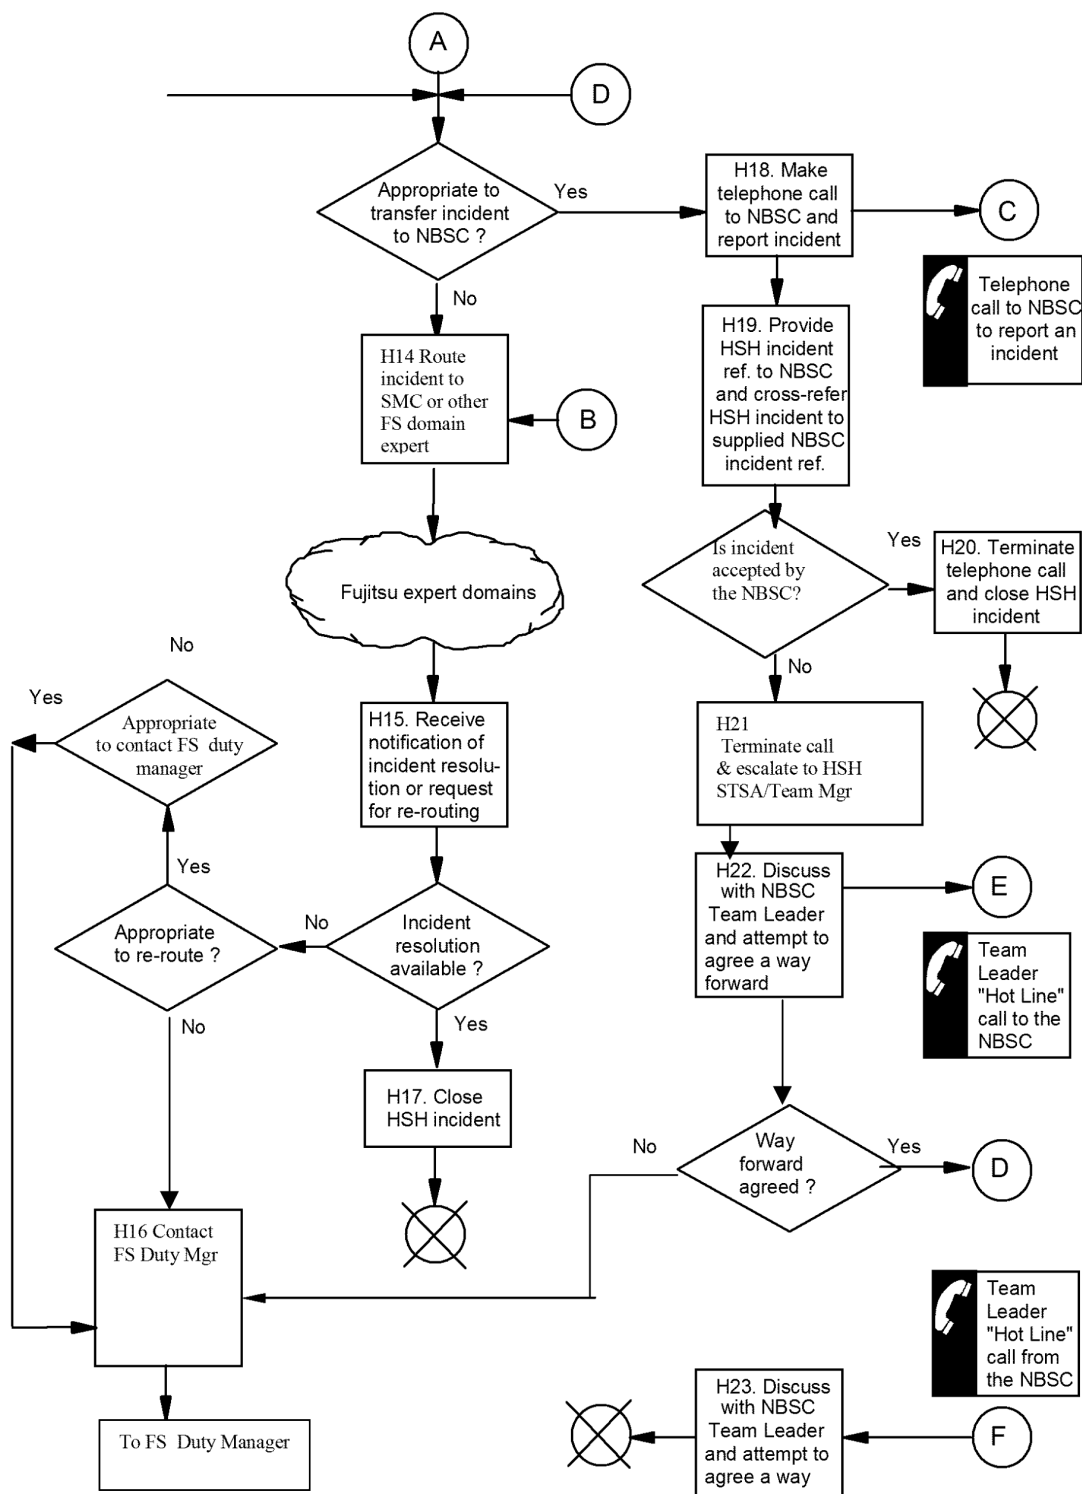 A
D
Appropriate to
transfer incident
to NBSC ?
Yes
H18. Make
telephone call
to NBSC and
report incident
C
Telephone
call to NBSC
to report an
incident
No
H14 Route
incident to
SMC or other
FS domain
expert
B
H19. Provide
HSH incident
ref. to NBSC
and cross-refer
HSH incident to
supplied NBSC
incident ref.
Fujitsu expert domains
Is incident
accepted by
the NBSC?
Yes
H20. Terminate
telephone call
and close HSH
incident
No
No
Yes
Appropriate
to contact FS duty
manager
H15. Receive
notification of
incident resolu-
tion or request
for re-routing
H21
Terminate call
& escalate to HSH
STSA/Team Mgr
Yes
Appropriate
to re-route ?
No
Incident
resolution
available ?
H22. Discuss
with NBSC
Team Leader
and attempt to
agree a way
forward
E
Team
Leader
"Hot Line"
call to the
NBSC
No
Yes
H17. Close
HSH incident
No
Way
forward
agreed ?
Yes
D
H16 Contact
FS Duty Mgr
Team
Leader
"Hot Line"
call from
the NBSC
To FS Duty Manager
H23. Discuss
with NBSC
Team Leader
and attempt to
agree a way
F